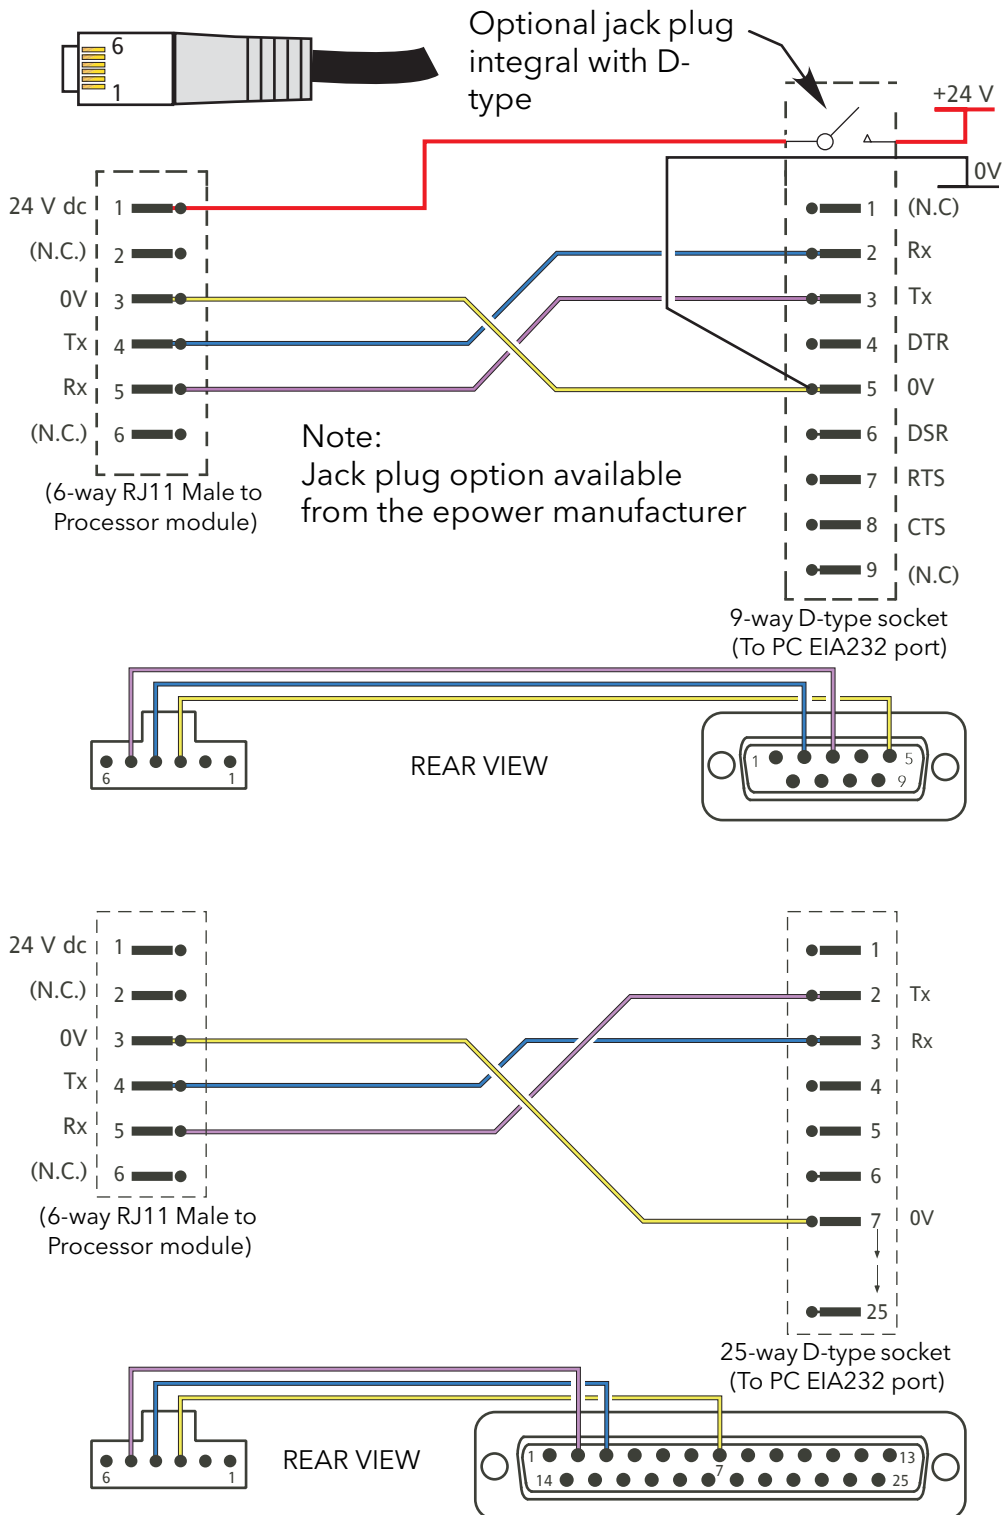 6
1
Optional jack plug
integral with D-
type
+24 V
0V
24 V dc 1
(N.C.) 2
0V 3
Tx 4
Rx 5
(N.C.) 6
(6-way RJ11 Male to
Processor module)
1 (N.C)
2 Rx
3 Tx
4 DTR
5 0V
6 DSR
7 RTS
8 CTS
9 (N.C)
9-way D-type socket
(To PC EIA232 port)
Note:
Jack plug option available
from the epower manufacturer
6 1
REAR VIEW
1 5
9
24 V dc 1
(N.C.) 2
0V 3
Tx 4
Rx 5
(N.C.) 6
(6-way RJ11 Male to
Processor module)
1
2 Tx
3 Rx
4
5
6
7 0V
25
25-way D-type socket
(To PC EIA232 port)
6 1
REAR VIEW
1 7 13
14 25